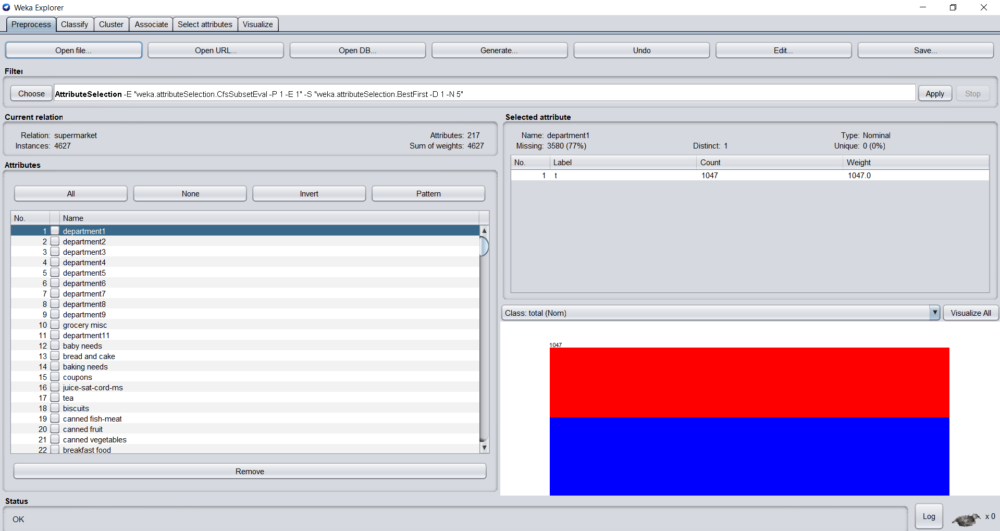 Weka Explorer
Preprocess Classify Cluster Associate Select attributes Visualize
Open file... Open URL... Open DB... Generate... Undo Edit... Save...
Filter
Choose AttributeSelection -E "weka.attributeSelection.CfsSubsetEval -P 1 -E 1" -S "weka.attributeSelection.BestFirst -D 1 -N 5" Apply Stop
Current relation
Relation: supermarket Attributes: 217
Instances: 4627 Sum of weights: 4627
Attributes
All None Invert Pattern
No. Name
1 department1
2 department2
3 department3
4 department4
5 department5
6 department6
7 department7
8 department8
9 department9
10 grocery misc
11 department11
12 baby needs
13 bread and cake
14 baking needs
15 coupons
16 juice-sat-cord-ms
17 tea
18 biscuits
19 canned fish-meat
20 canned fruit
21 canned vegetables
22 breakfast food
Remove
Selected attribute
Name: department1 Type: Nominal
Missing: 3580 (77%) Distinct: 1 Unique: 0 (0%)
No. Label Count Weight
1 t 1047 1047.0
Class: total (Nom) Visualize All
1047
Status
OK
Log x 0